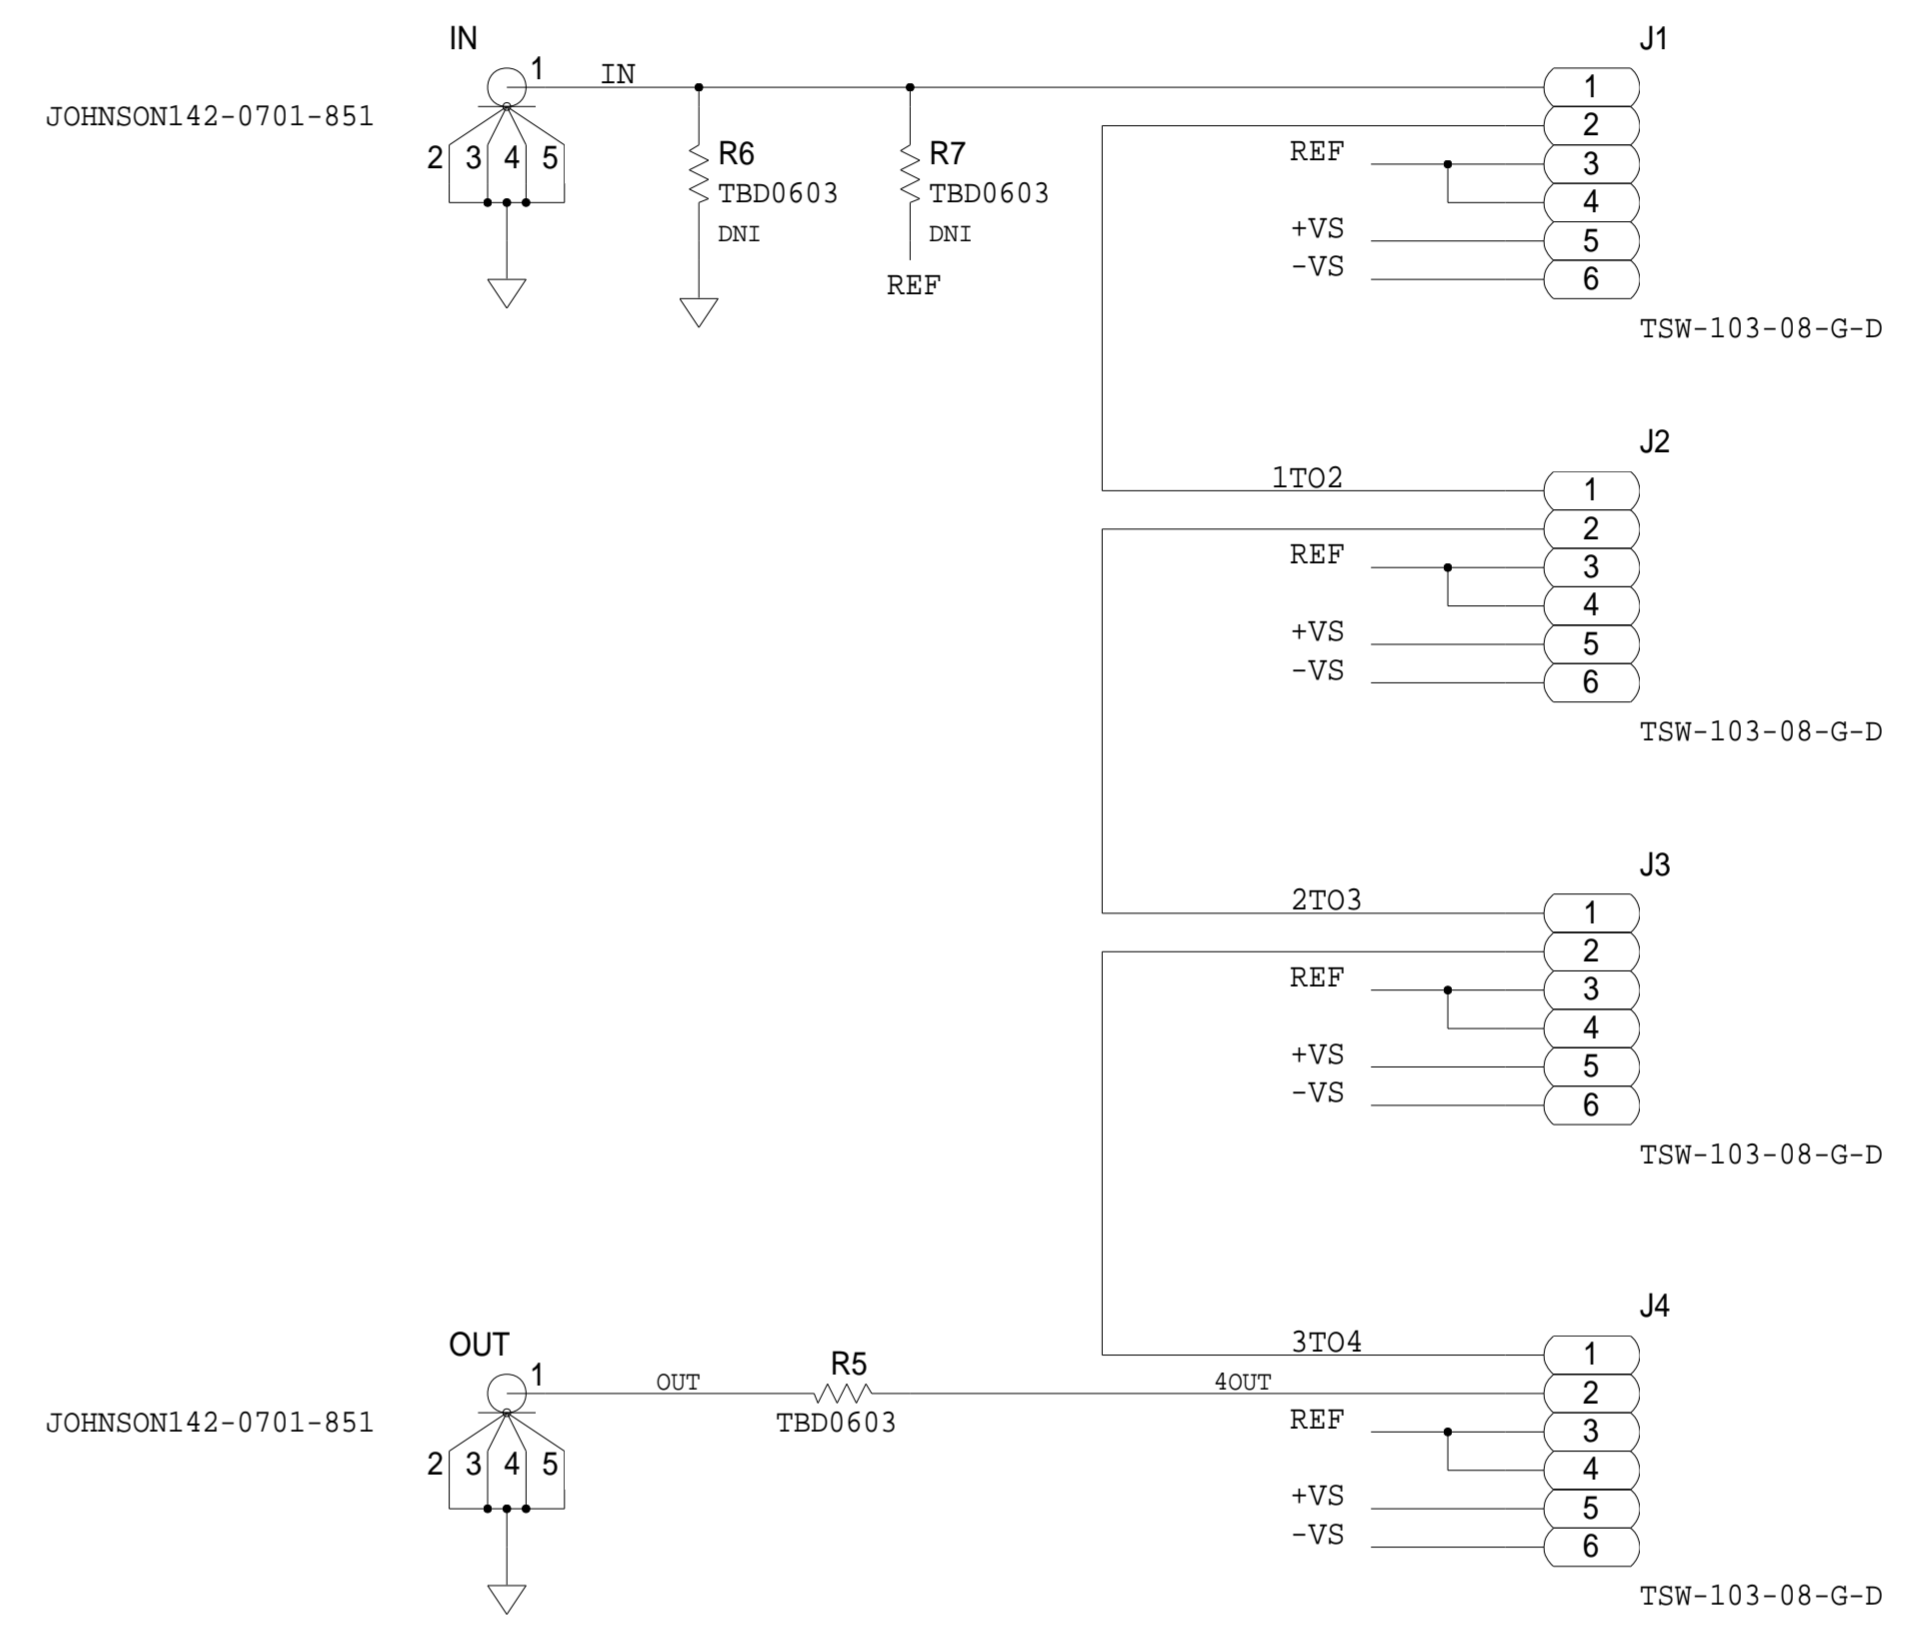 IN
J1
1
IN
1
JOHNSON142-0701-851
2
2 3 4 5
R6
R7
REF
3
TBD0603
TBD0603
4
DNI
DNI
+VS
5
-VS
6
REF
TSW-103-08-G-D
J2
1TO2
1
2
REF
3
4
+VS
5
-VS
6
TSW-103-08-G-D
J3
2TO3
1
2
REF
3
4
+VS
5
-VS
6
TSW-103-08-G-D
J4
OUT
3TO4
1
1
R5
OUT
4OUT
2
JOHNSON142-0701-851
TBD0603
REF
3
2 3 4 5
4
+VS
5
-VS
6
TSW-103-08-G-D